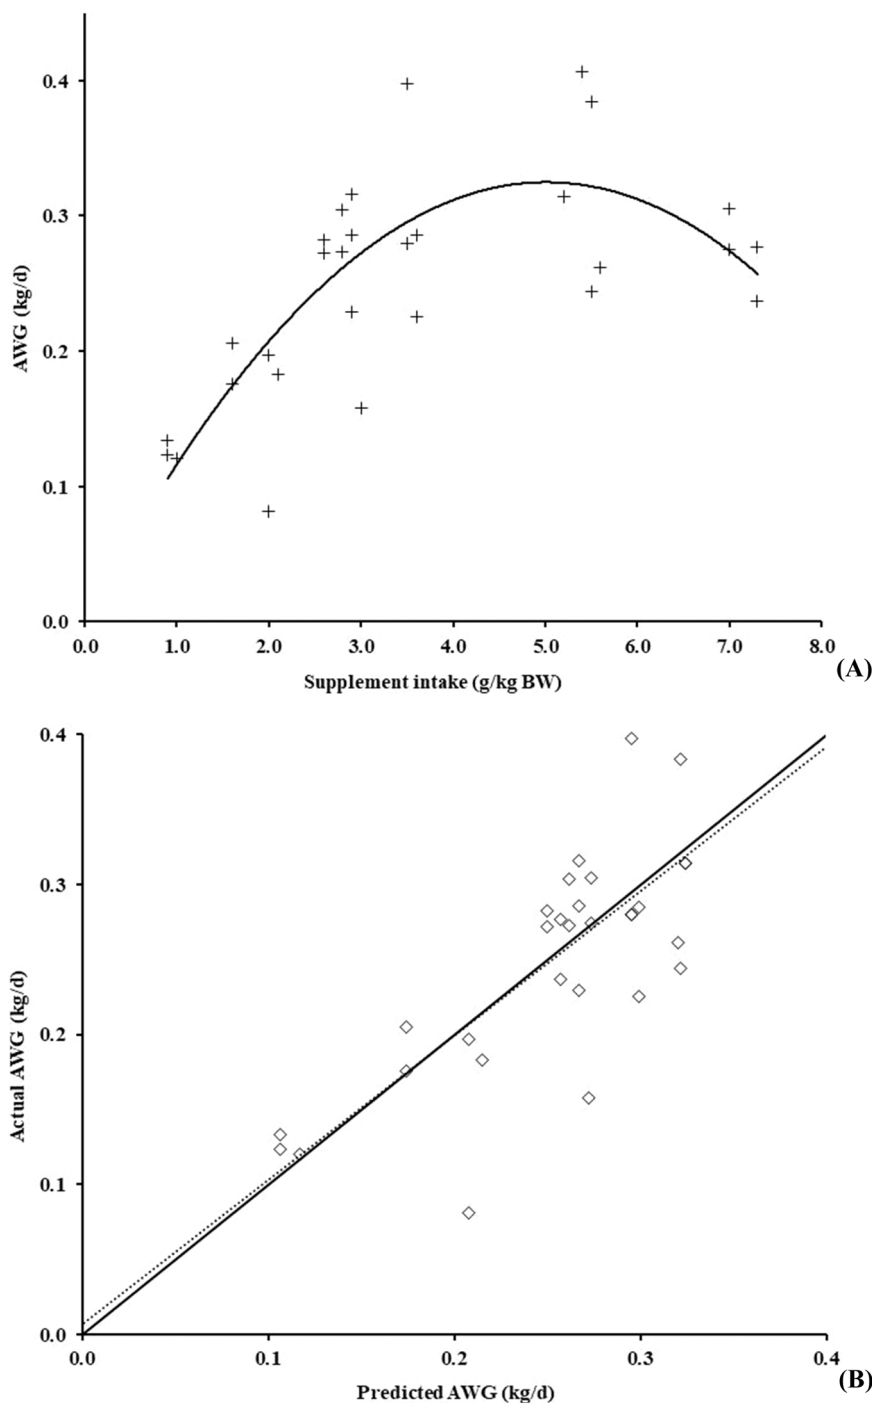 0.4
0.3
0.2
0.1
0.0
AWG (kg/d)
0.0 1.0 2.0 3.0 4.0 5.0 6.0 7.0 8.0
Supplement intake (g/kg BW)
(A)
0.4
0.3
0.2
0.1
0.0
Actual AWG (kg/d)
0.0 0.1 0.2 0.3 0.4
Predicted AWG (kg/d)
(B)